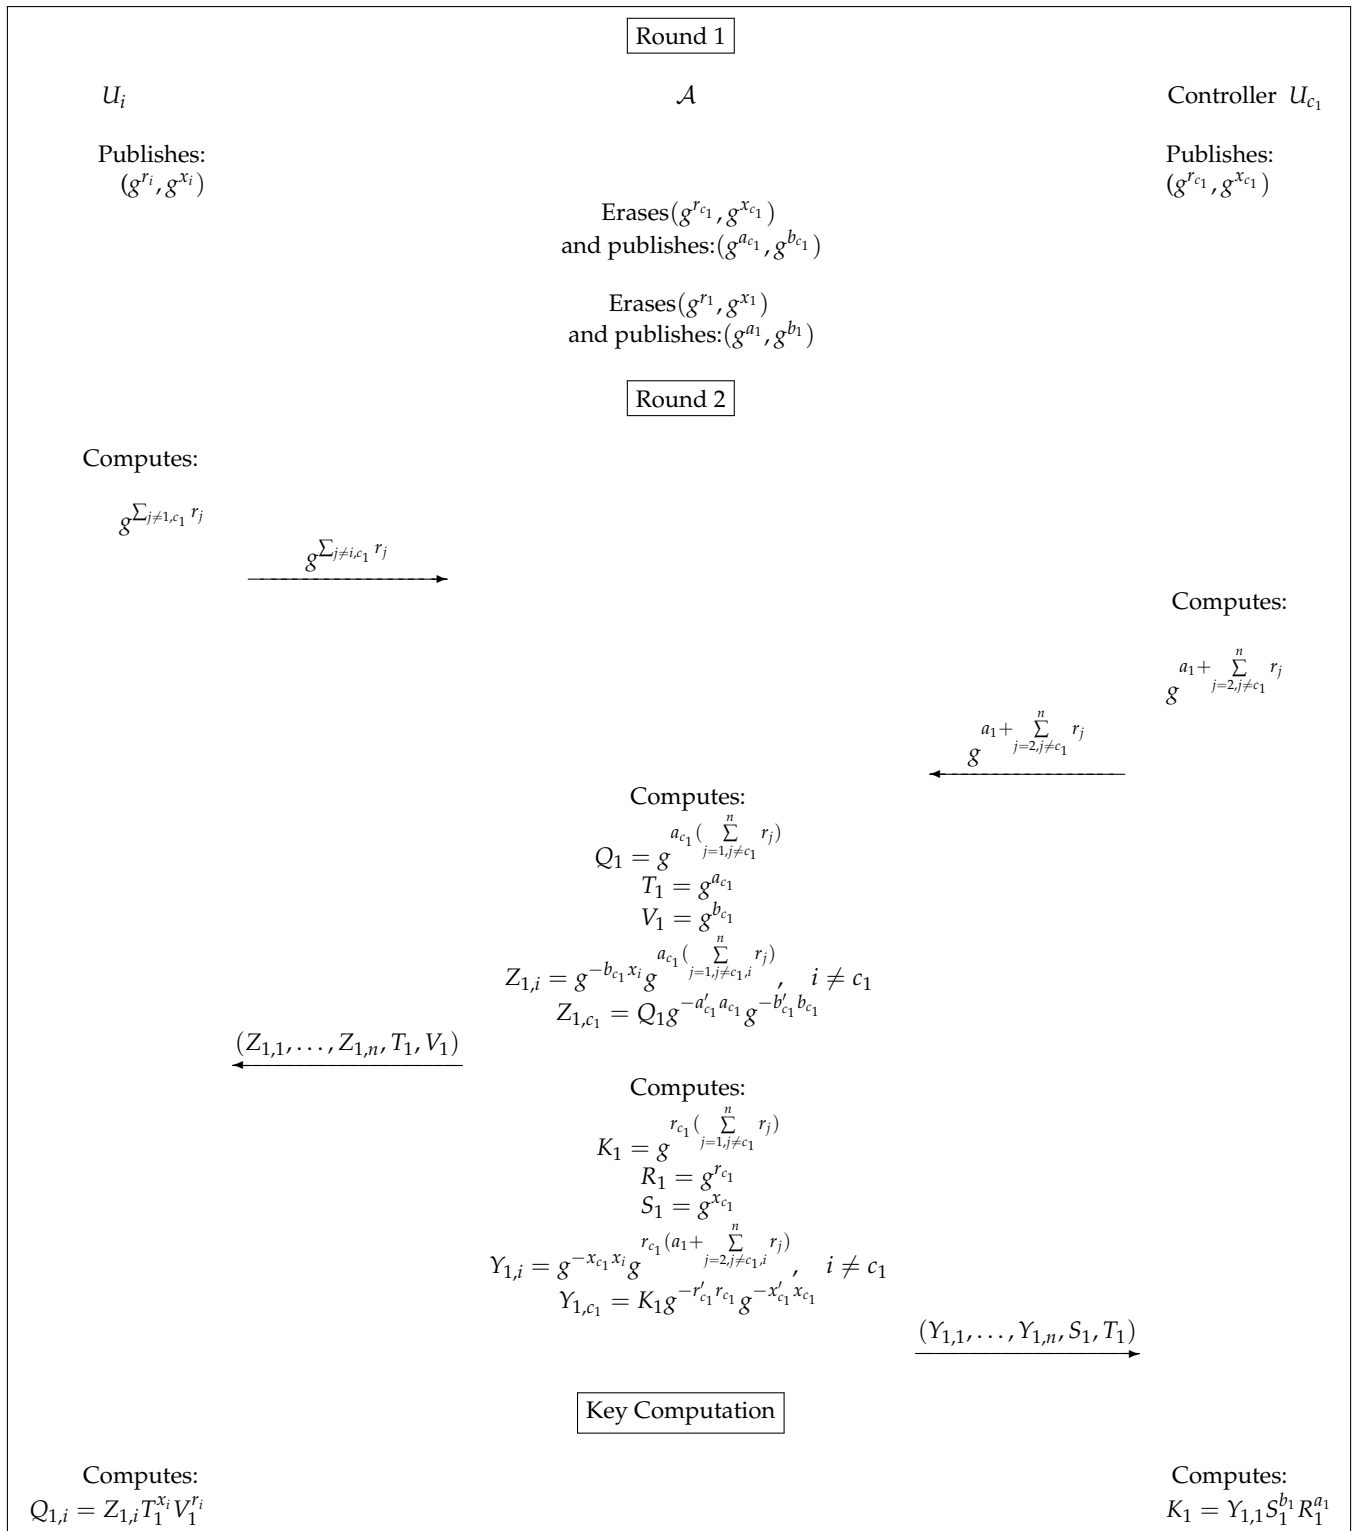 Round 1
U_i    𝒜    Controller U_{c_1}
Publishes:    Publishes:
(g^{r_i}, g^{x_i})    (g^{r_{c_1}}, g^{x_{c_1}})
Erases(g^{r_{c_1}}, g^{x_{c_1}})
and publishes:(g^{a_{c_1}}, g^{b_{c_1}})
Erases(g^{r_1}, g^{x_1})
and publishes:(g^{a_1}, g^{b_1})
Round 2
Computes:
g^{∑_{j≠1,c_1} r_j}
g^{∑_{j≠i,c_1} r_j}
Computes:
g^{a_1+∑_{j=2,j≠c_1}^{n} r_j}
g^{a_1+∑_{j=2,j≠c_1}^{n} r_j}
Computes:
Q_1 = g^{a_{c_1}(∑_{j=1,j≠c_1}^{n} r_j)}
T_1 = g^{a_{c_1}}
V_1 = g^{b_{c_1}}
Z_{1,i} = g^{-b_{c_1}x_i} g^{a_{c_1}(∑_{j=1,j≠c_1,i}^{n} r_j)}, i ≠ c_1
Z_{1,c_1} = Q_1 g^{-a'_{c_1}a_{c_1}} g^{-b'_{c_1}b_{c_1}}
(Z_{1,1}, . . . , Z_{1,n}, T_1, V_1)
Computes:
K_1 = g^{r_{c_1}(∑_{j=1,j≠c_1}^{n} r_j)}
R_1 = g^{r_{c_1}}
S_1 = g^{x_{c_1}}
Y_{1,i} = g^{-x_{c_1}x_i} g^{r_{c_1}(a_1+∑_{j=2,j≠c_1,i}^{n} r_j)}, i ≠ c_1
Y_{1,c_1} = K_1 g^{-r'_{c_1}r_{c_1}} g^{-x'_{c_1}x_{c_1}}
(Y_{1,1}, . . . , Y_{1,n}, S_1, T_1)
Key Computation
Computes:    Computes:
Q_{1,i} = Z_{1,i} T_1^{x_i} V_1^{r_i}    K_1 = Y_{1,1} S_1^{b_1} R_1^{a_1}